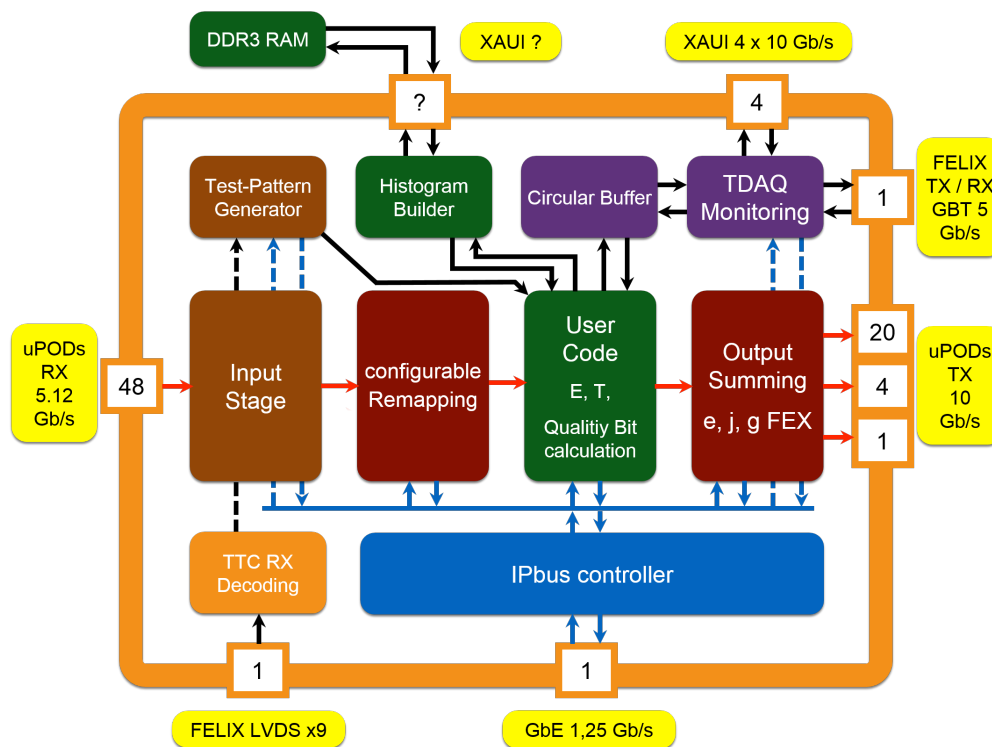 DDR3 RAM
XAUI ?
XAUI 4 x 10 Gb/s
?
4
Test-Pattern
Generator
Histogram
Builder
Circular Buffer
TDAQ
Monitoring
1
FELIX
TX / RX
GBT 5
Gb/s
uPODs
RX
5.12
Gb/s
48
Input
Stage
configurable
Remapping
User
Code
E, T,
Qualitiy Bit
calculation
Output
Summing
e, j, g FEX
20
4
1
uPODs
TX
10
Gb/s
TTC RX
Decoding
IPbus controller
1
1
FELIX LVDS x9
GbE 1,25 Gb/s